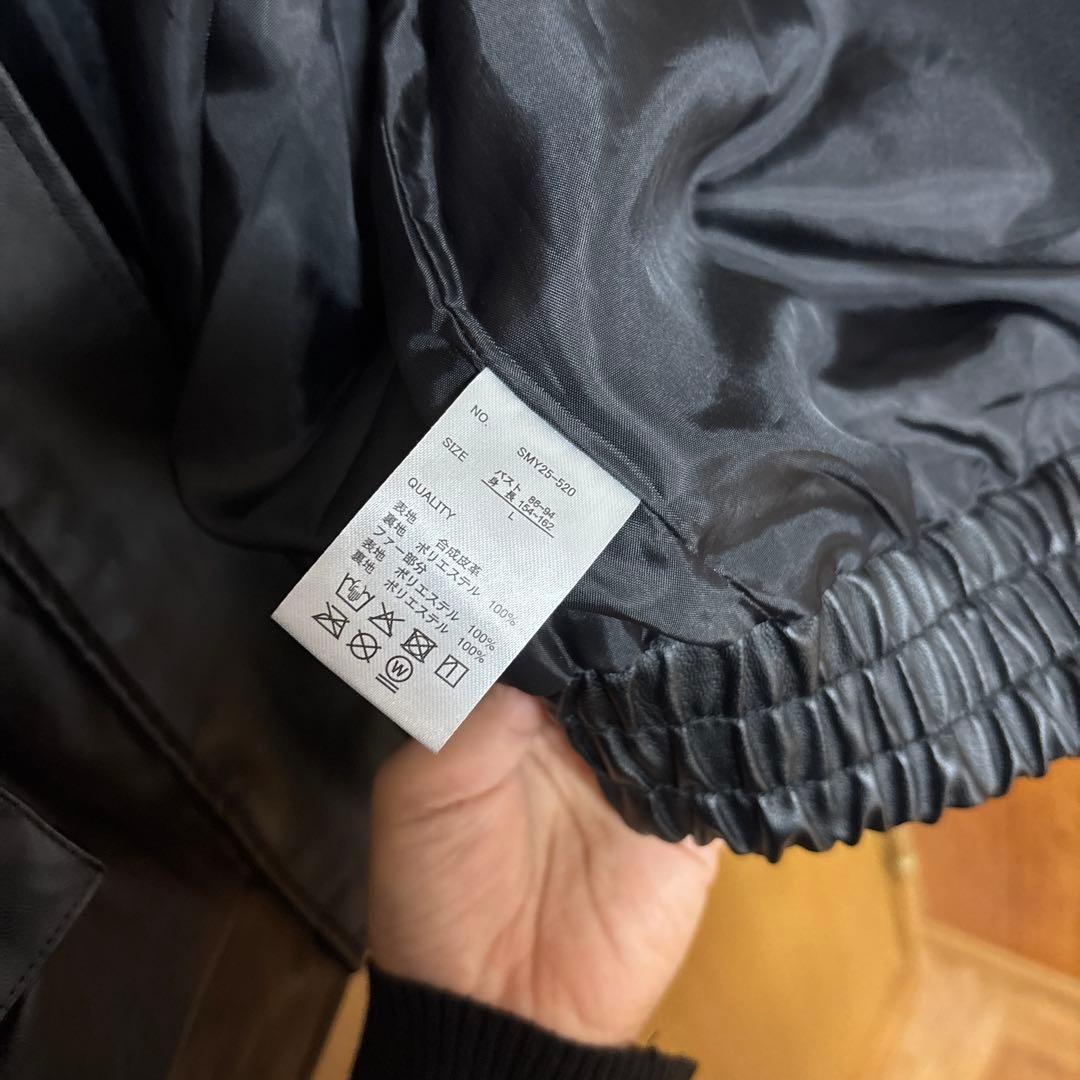 NO. SMY25-520
SIZE バスト 86-94
身 長 154-162
L
QUALITY
表地 合成皮革
裏地 ポリエステル 100%
ファー部分
表地 ポリエステル 100%
裏地 ポリエステル 100%
W
1